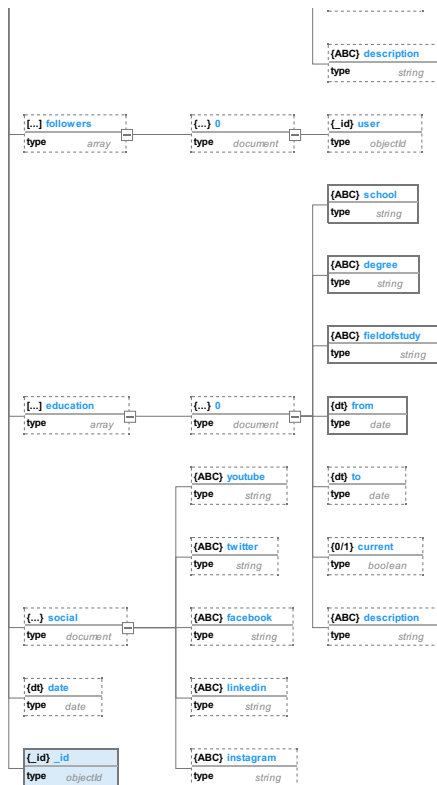 {ABC} description
type string
[...] followers
type array
{...} 0
type document
{_id} user
type objectId
{ABC} school
type string
{ABC} degree
type string
{ABC} fieldofstudy
type string
[...] education
type array
{...} 0
type document
{dt} from
type date
{ABC} youtube
type string
{dt} to
type date
{ABC} twitter
type string
{0/1} current
type boolean
{...} social
type document
{ABC} facebook
type string
{ABC} description
type string
{dt} date
type date
{ABC} linkedin
type string
{_id} _id
type objectId
{ABC} instagram
type string